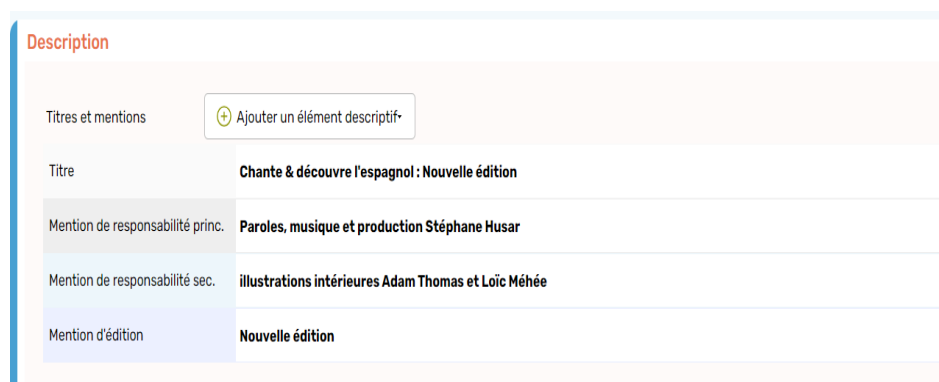 Description
Titres et mentions
Ajouter un élément descriptif
Titre
Chante & découvre l'espagnol : Nouvelle édition
Mention de responsabilité princ.
Paroles, musique et production Stéphane Husar
Mention de responsabilité sec.
illustrations intérieures Adam Thomas et Loïc Méhée
Mention d'édition
Nouvelle édition